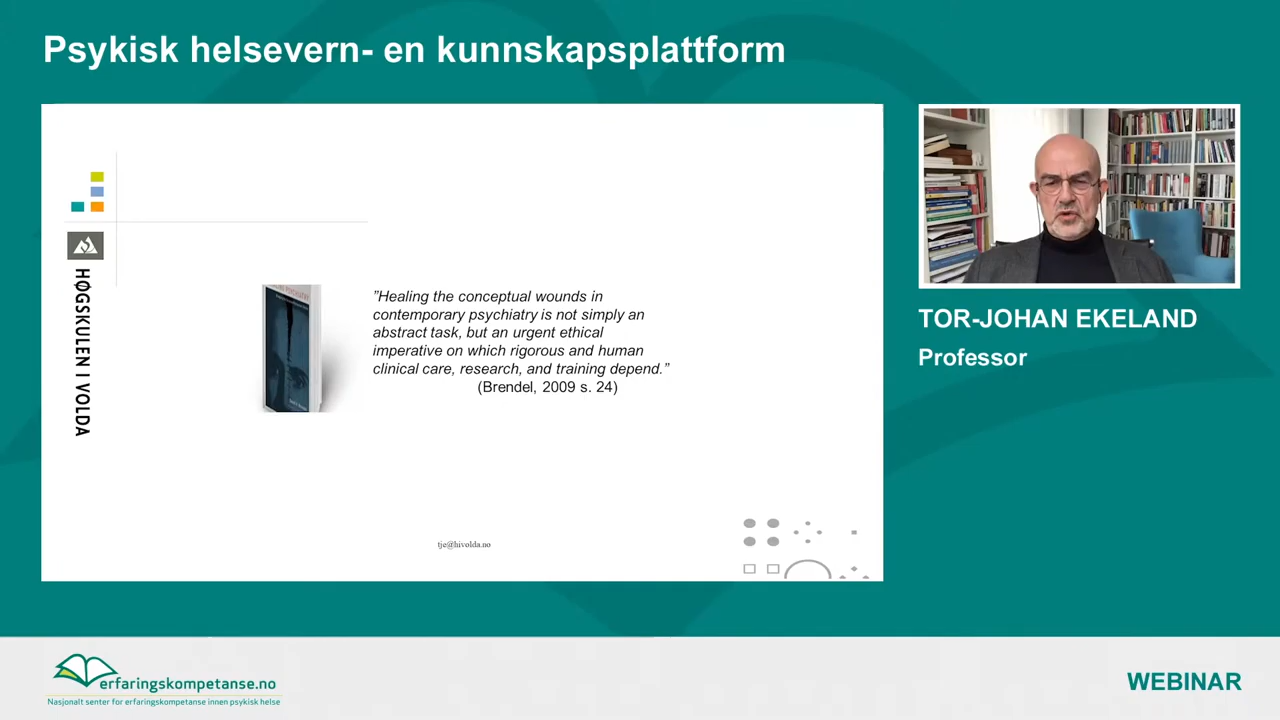 Psykisk helsevern- en kunnskapsplattform
HØGSKULEN I VOLDA
”Healing the conceptual wounds in
contemporary psychiatry is not simply an
abstract task, but an urgent ethical
imperative on which rigorous and human
clinical care, research, and training depend.”
(Brendel, 2009 s. 24)
tje@hivolda.no
TOR-JOHAN EKELAND
Professor
erfaringskompetanse.no
Nasjonalt senter for erfaringskompetanse innen psykisk helse
WEBINAR